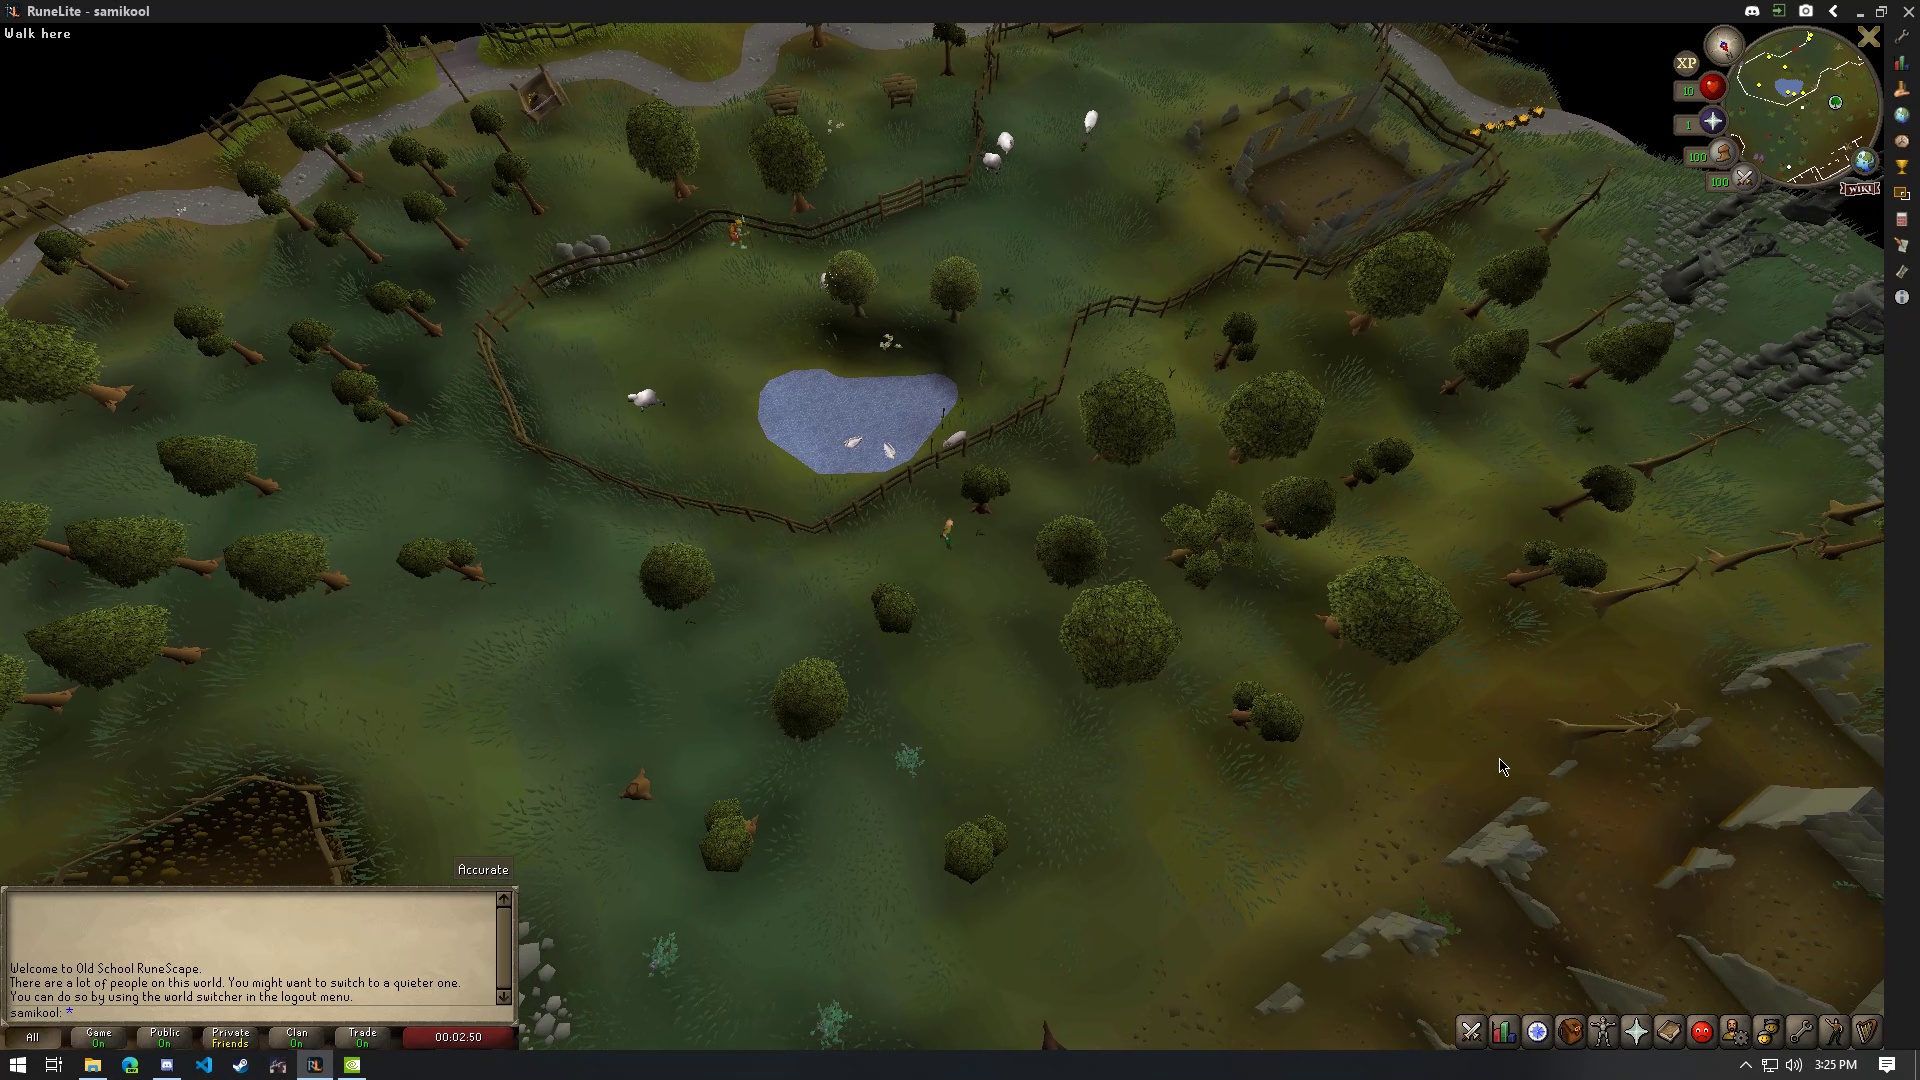 RuneLite - samikool
Walk here
XP
10
1
100
100
WIKI
Accurate
Welcome to Old School RuneScape.
There are a lot of people on this world. You might want to switch to a quieter one.
You can do so by using the world switcher in the logout menu.
samikool: *
All
Game
On
Public
On
Private
Friends
Clan
On
Trade
On
00:02:50
3:25 PM